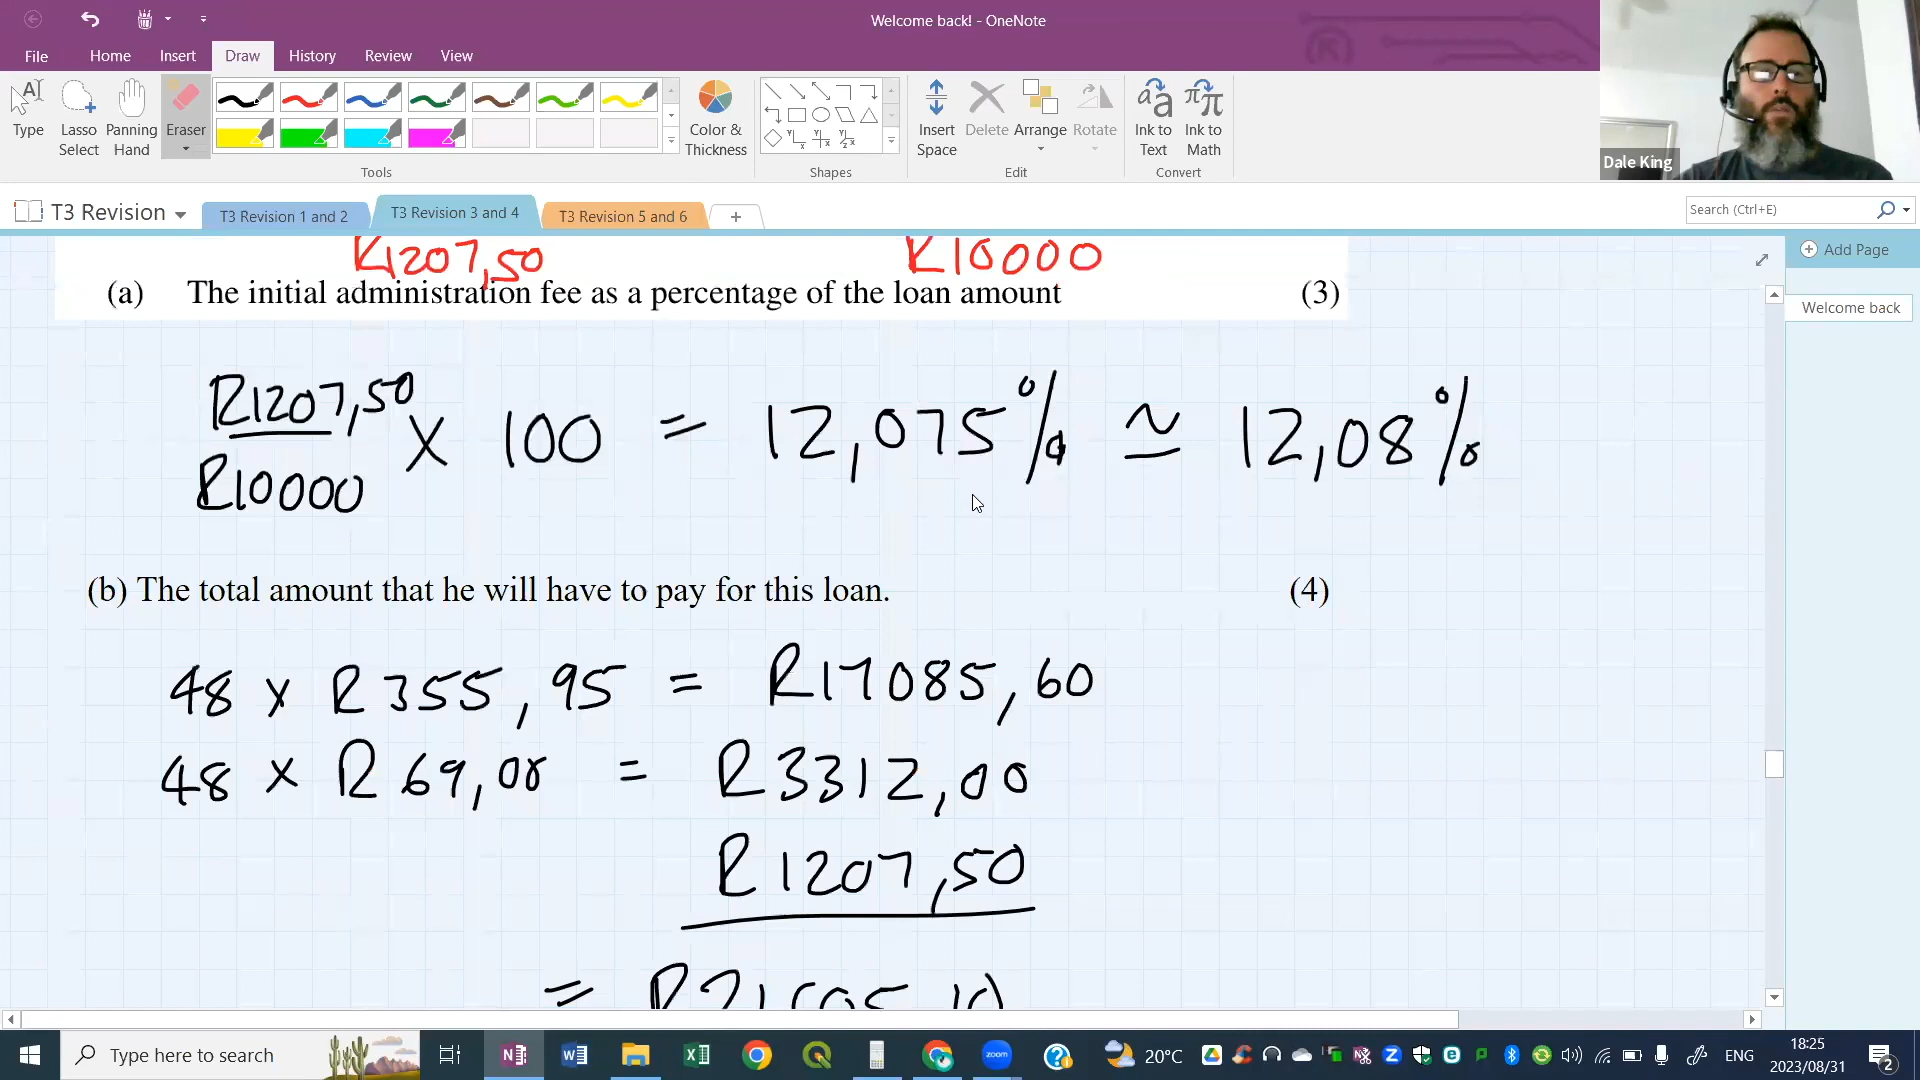 Welcome back! - OneNote
File Home Insert Draw History Review View
Type
Lasso Select
Panning Hand
Eraser
Color & Thickness
Insert Space
Delete
Arrange
Rotate
Ink to Text
Ink to Math
Tools
Shapes
Edit
Convert
Dale King
T3 Revision
T3 Revision 1 and 2
T3 Revision 3 and 4
T3 Revision 5 and 6
Search (Ctrl+E)
Add Page
Welcome back
R1207,50 R10000
(a) The initial administration fee as a percentage of the loan amount (3)
R1207,50
R10000
× 100 = 12,075% ≃ 12,08%
(b) The total amount that he will have to pay for this loan. (4)
48 × R355,95 = R17085,60
48 × R69,00 = R3312,00
R1207,50
= R21605,10
Type here to search
20°C
ENG
18:25
2023/08/31
2